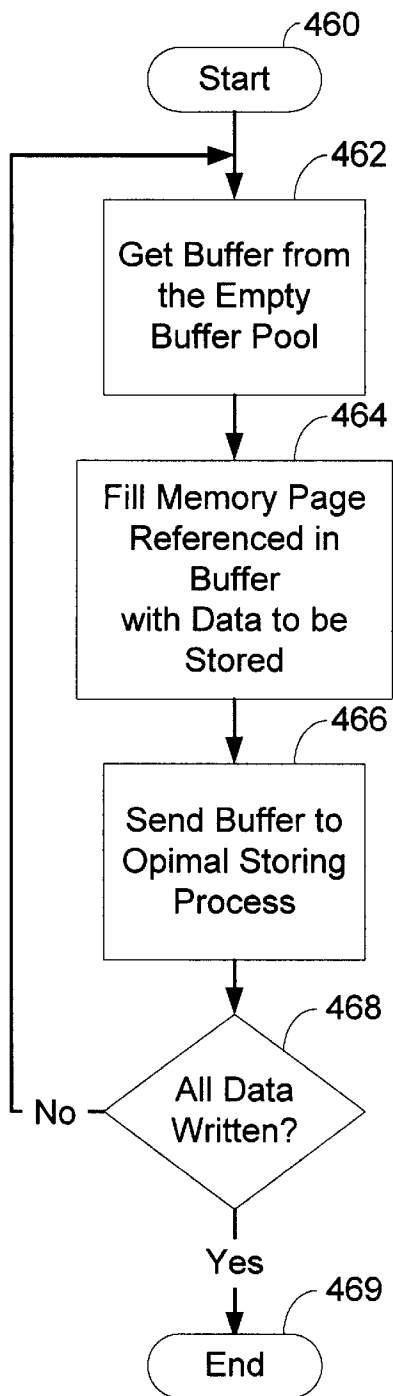 460
Start
462
Get Buffer from
the Empty
Buffer Pool
464
Fill Memory Page
Referenced in
Buffer
with Data to be
Stored
466
Send Buffer to
Opimal Storing
Process
468
All Data
Written?
No
Yes
469
End